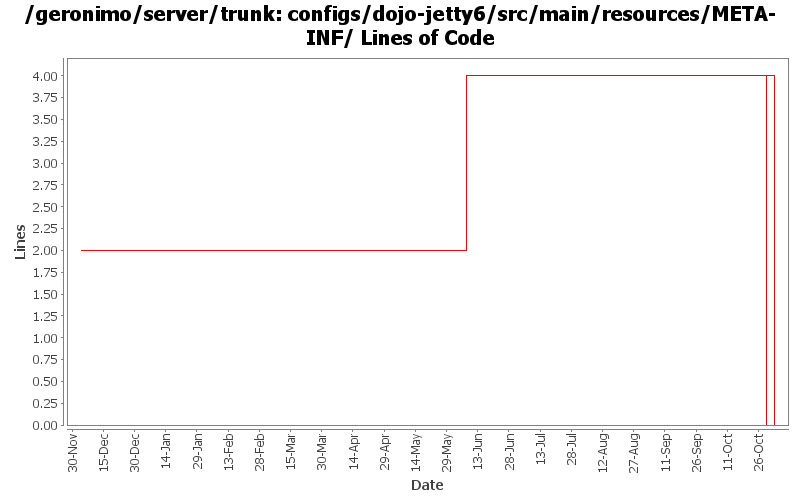 /geronimo/server/trunk: configs/dojo-jetty6/src/main/resources/META-
INF/ Lines of Code
4.00
3.75
3.50
3.25
3.00
2.75
2.50
2.25
2.00
1.75
1.50
1.25
1.00
0.75
0.50
0.25
0.00
Lines
30-Nov
15-Dec
30-Dec
14-Jan
29-Jan
13-Feb
28-Feb
15-Mar
30-Mar
14-Apr
29-Apr
14-May
29-May
13-Jun
28-Jun
13-Jul
28-Jul
12-Aug
27-Aug
11-Sep
26-Sep
11-Oct
26-Oct
Date